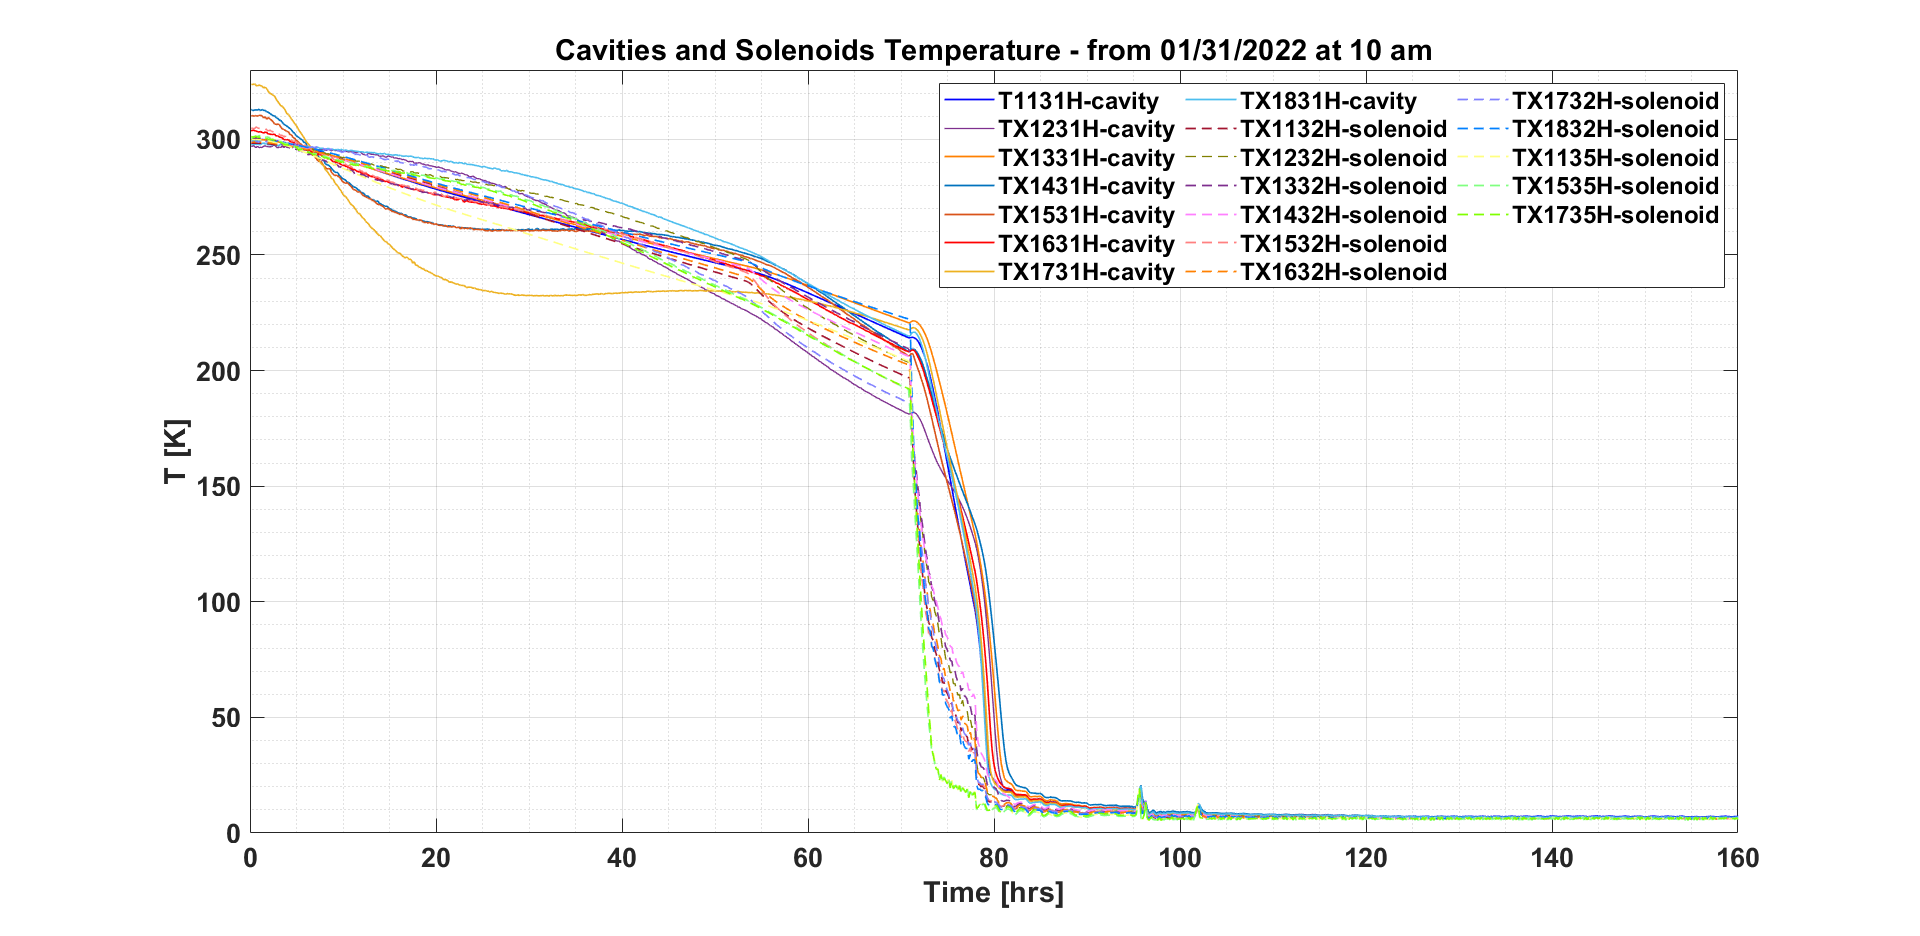 Cavities and Solenoids Temperature - from 01/31/2022 at 10 am
T1131H-cavity TX1831H-cavity TX1732H-solenoid
TX1231H-cavity TX1132H-solenoid TX1832H-solenoid
TX1331H-cavity TX1232H-solenoid TX1135H-solenoid
TX1431H-cavity TX1332H-solenoid TX1535H-solenoid
TX1531H-cavity TX1432H-solenoid TX1735H-solenoid
TX1631H-cavity TX1532H-solenoid
TX1731H-cavity TX1632H-solenoid
T [K]
300
250
200
150
100
50
0
0 20 40 60 80 100 120 140 160
Time [hrs]